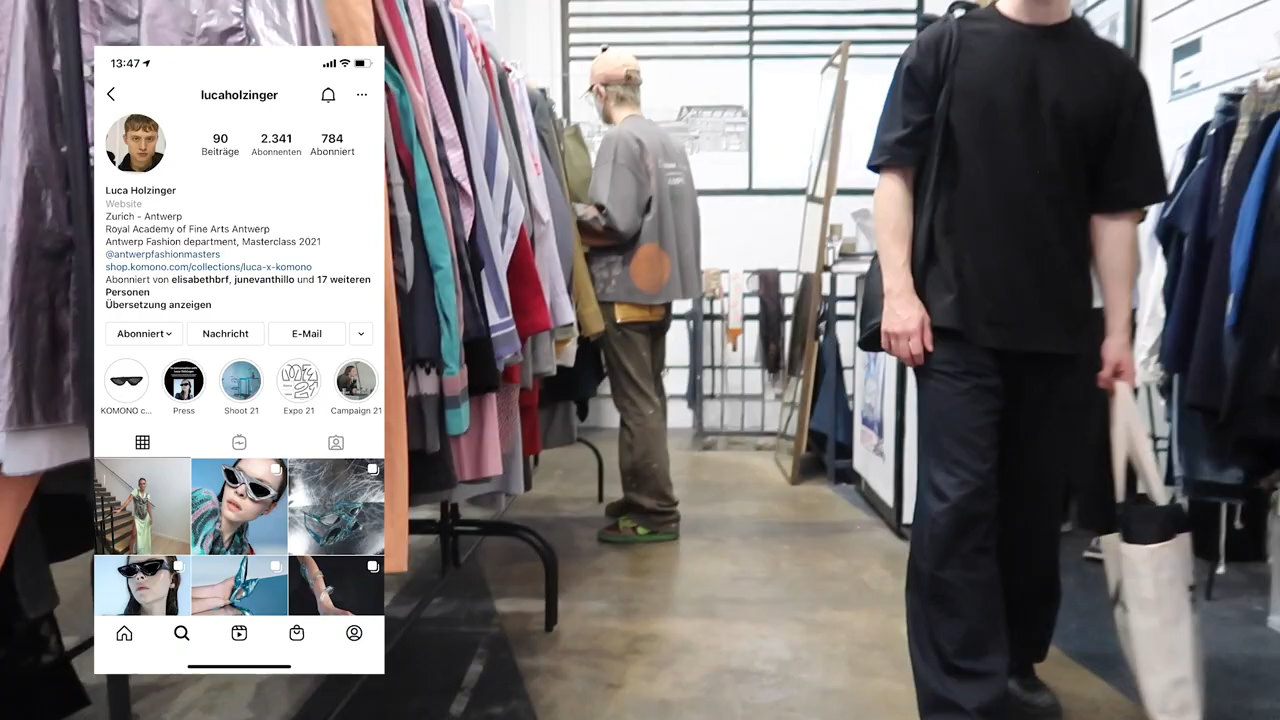 13:47
lucaholzinger
90
2.341
784
Beiträge
Abonnenten
Abonniert
Luca Holzinger
Website
Zurich - Antwerp
Royal Academy of Fine Arts Antwerp
Antwerp Fashion department, Masterclass 2021
@antwerpfashionmasters
shop.komono.com/collections/luca-x-komono
Abonniert von elisabethbrf, junevanthillo und 17 weiteren
Personen
Übersetzung anzeigen
Abonniert
Nachricht
E-Mail
KOMONO c...
Press
Shoot 21
Expo 21
Campaign 21